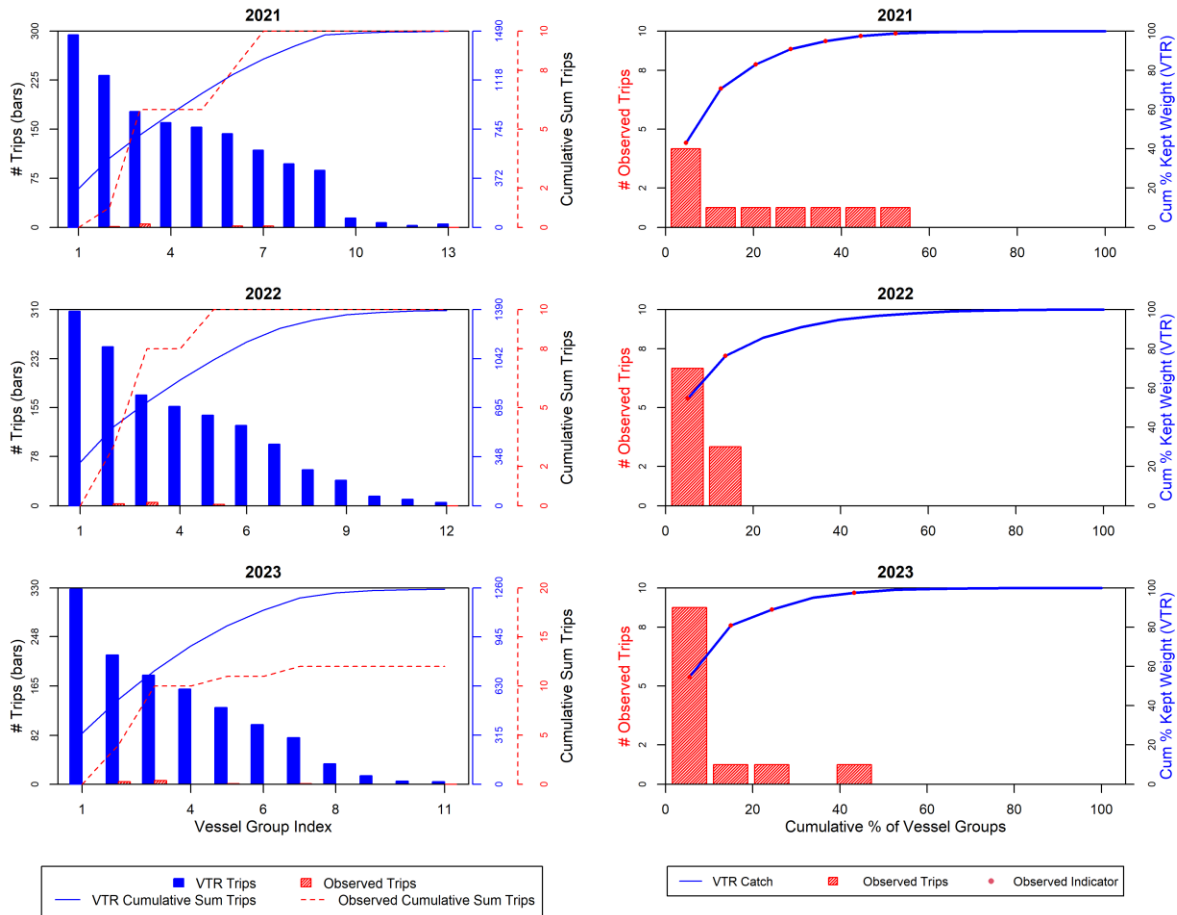 2021
# Trips (bars)
0 75 150 225 300
0 372 745 1118 1490
0 2 5 8 10
Cumulative Sum Trips
1 4 7 10 13
2021
# Observed Trips
0 2 5 8 10
0 20 40 60 80 100
Cum % Kept Weight (VTR)
0 20 40 60 80 100
2022
# Trips (bars)
0 78 155 232 310
0 348 695 1042 1390
0 2 5 8 10
Cumulative Sum Trips
1 4 6 9 12
2022
# Observed Trips
0 2 5 8 10
0 20 40 60 80 100
Cum % Kept Weight (VTR)
0 20 40 60 80 100
2023
# Trips (bars)
0 82 165 248 330
0 315 630 945 1260
0 5 10 15 20
Cumulative Sum Trips
1 4 6 8 11
Vessel Group Index
2023
# Observed Trips
0 2 5 8 10
0 20 40 60 80 100
Cum % Kept Weight (VTR)
0 20 40 60 80 100
Cumulative % of Vessel Groups
VTR Trips Observed Trips
VTR Cumulative Sum Trips Observed Cumulative Sum Trips
VTR Catch Observed Trips Observed Indicator